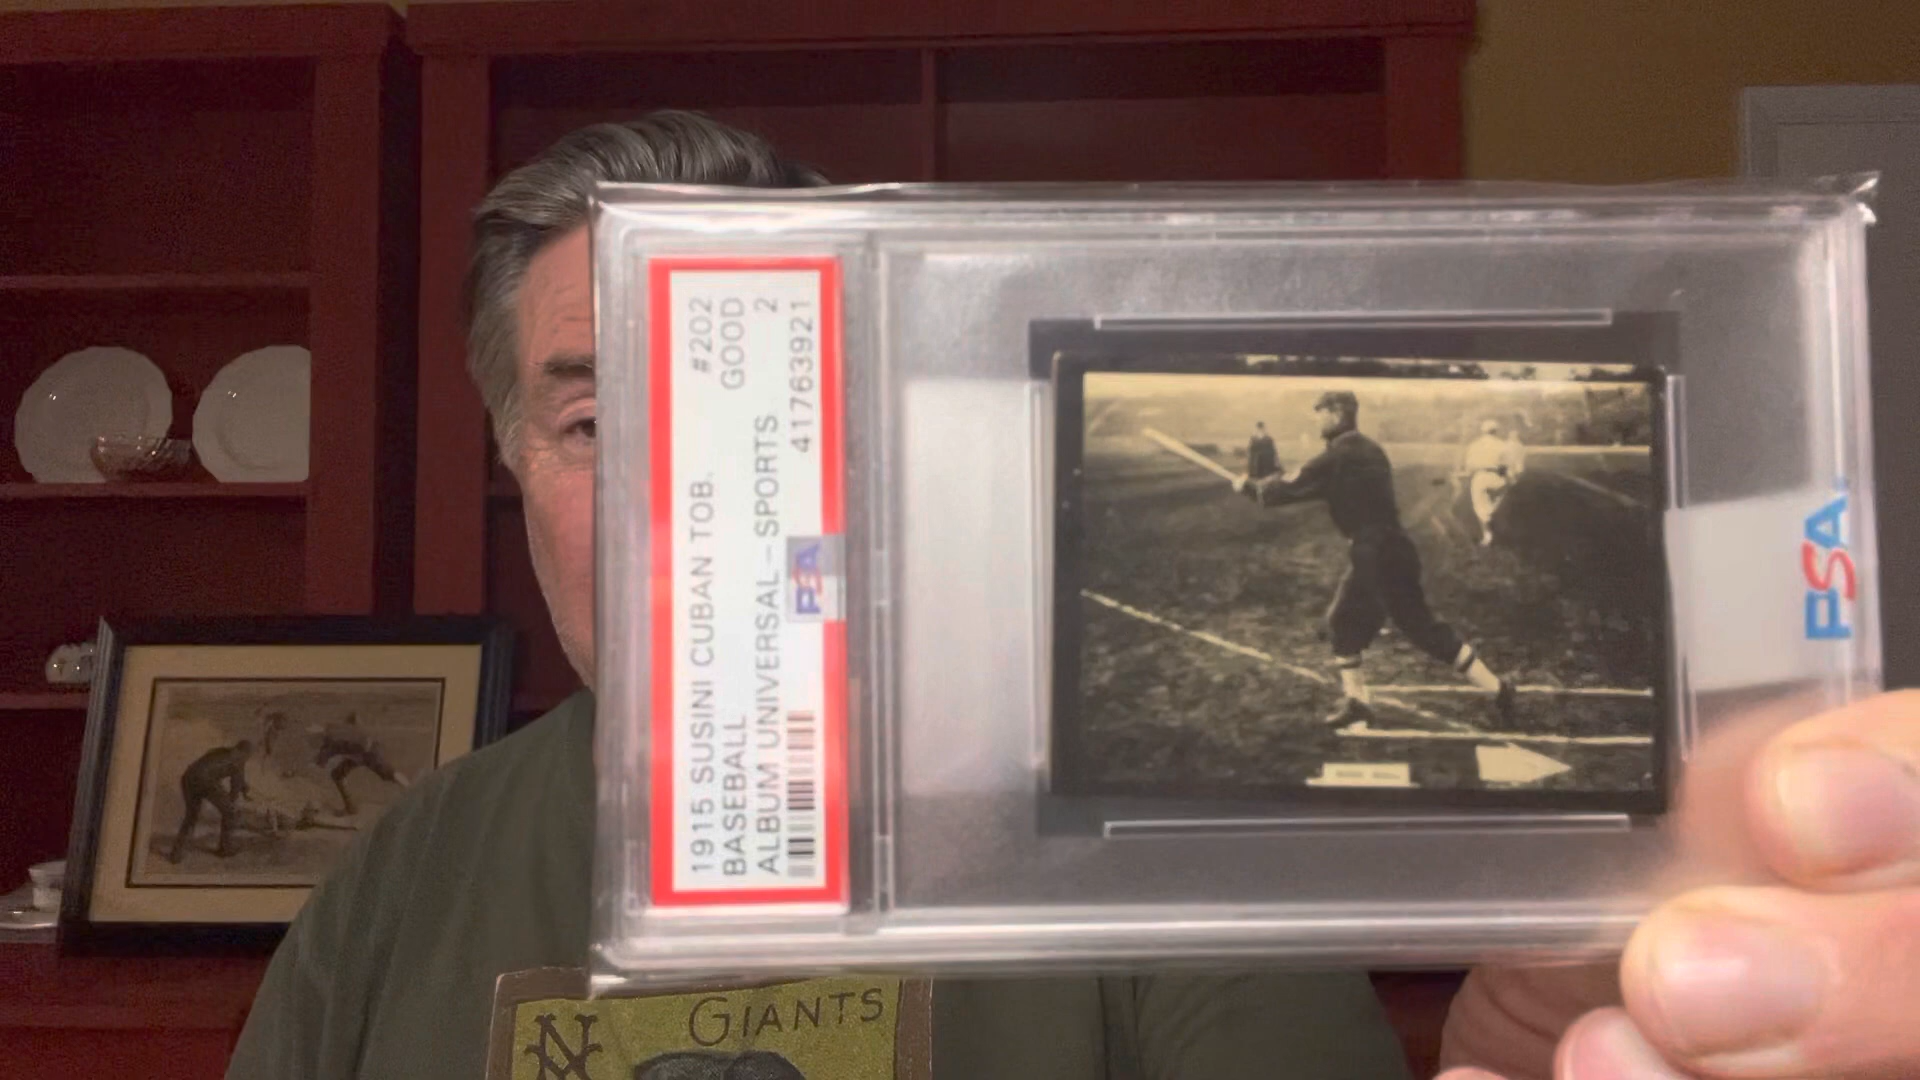 1915 SUSINI CUBAN TOB. #202
BASEBALL GOOD
ALBUM UNIVERSAL-SPORTS 2
PSA 41763921
PSA
GIANTS
NY